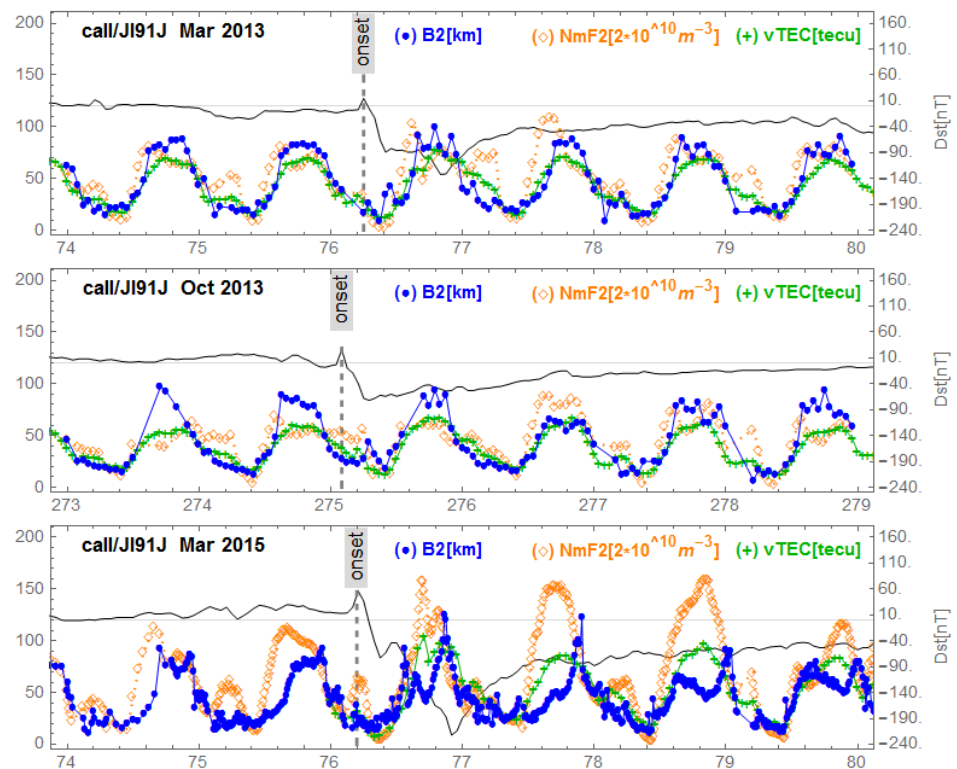 call/JI91J Mar 2013
(●) B2[km]
(◇) NmF2[2*10^10 m−3]
(+) vTEC[tecu]
onset
200
150
100
50
0
160.
110.
60.
10.
−40.
−90.
−140.
−190.
−240.
Dst[nT]
74 75 76 77 78 79 80
call/JI91J Oct 2013
(●) B2[km]
(◇) NmF2[2*10^10 m−3]
(+) vTEC[tecu]
onset
200
150
100
50
0
160.
110.
60.
10.
−40.
−90.
−140.
−190.
−240.
Dst[nT]
273 274 275 276 277 278 279
call/JI91J Mar 2015
(●) B2[km]
(◇) NmF2[2*10^10 m−3]
(+) vTEC[tecu]
onset
200
150
100
50
0
160.
110.
60.
10.
−40.
−90.
−140.
−190.
−240.
Dst[nT]
74 75 76 77 78 79 80